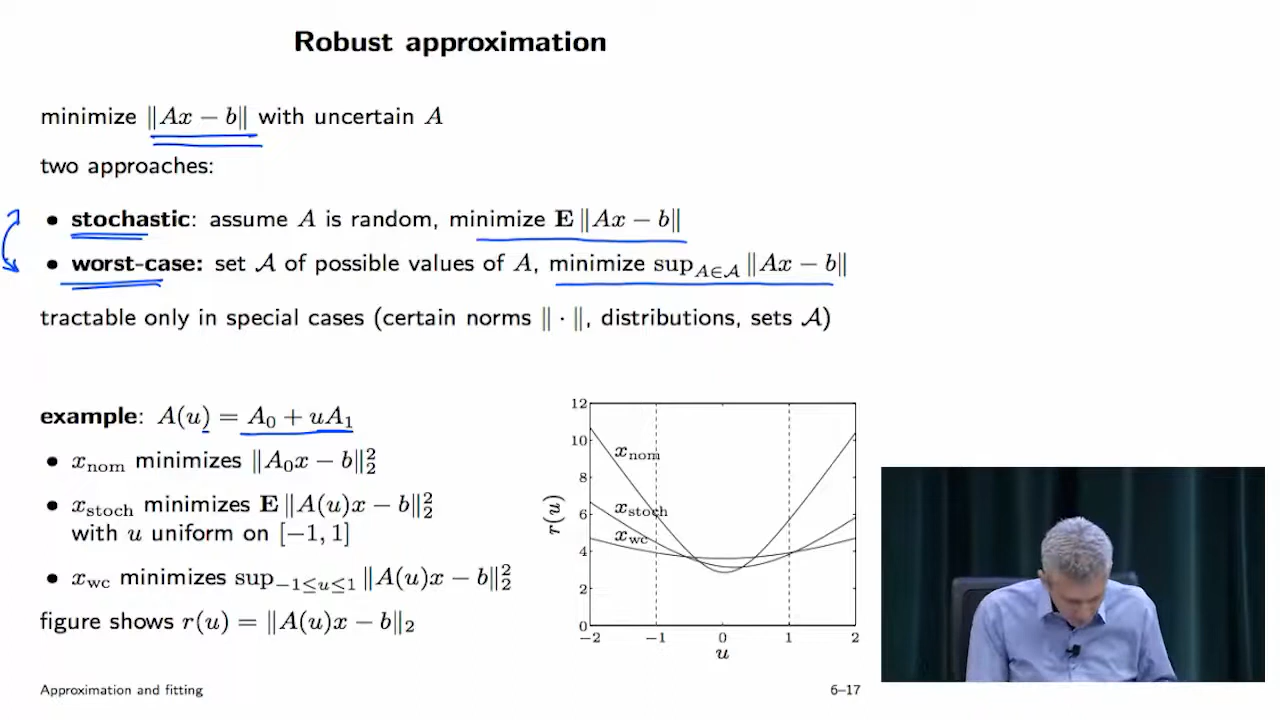 Robust approximation
minimize ‖Ax − b‖ with uncertain A
two approaches:
• stochastic: assume A is random, minimize E ‖Ax − b‖
• worst-case: set 𝒜 of possible values of A, minimize sup_{A∈𝒜} ‖Ax − b‖
tractable only in special cases (certain norms ‖ · ‖, distributions, sets 𝒜)
example: A(u) = A₀ + uA₁
• x_nom minimizes ‖A₀x − b‖₂²
• x_stoch minimizes E ‖A(u)x − b‖₂²
with u uniform on [−1, 1]
• x_wc minimizes sup_{−1≤u≤1} ‖A(u)x − b‖₂²
figure shows r(u) = ‖A(u)x − b‖₂
12
10
8
6
4
2
0
r(u)
x_nom
x_stoch
x_wc
−2 −1 0 1 2
u
Approximation and fitting 6–17